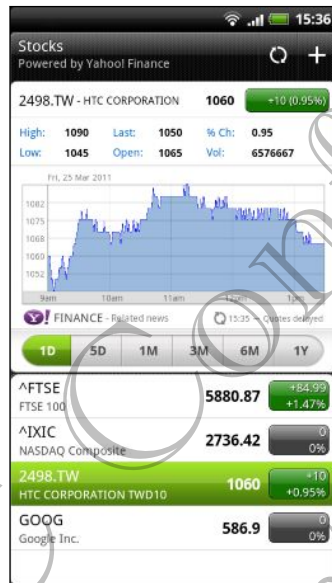 15:36
Stocks
Powered by Yahoo! Finance
2498.TW - HTC CORPORATION 1060 +10 (0.95%)
High: 1090 Last: 1050 % Ch: 0.95
Low: 1045 Open: 1065 Vol: 6576667
Fri, 25 Mar 2011
1082
1075
1068
1060
1052
9am 10am 11am 12am 1pm
Y! FINANCE - Related news 15:35 - Quotes delayed
1D 5D 1M 3M 6M 1Y
^FTSE 5880.87 +84.99
FTSE 100 +1.47%
^IXIC 2736.42 0
NASDAQ Composite 0%
2498.TW 1060 +10
HTC CORPORATION TWD10 +0.95%
GOOG 586.9 0
Google Inc. 0%